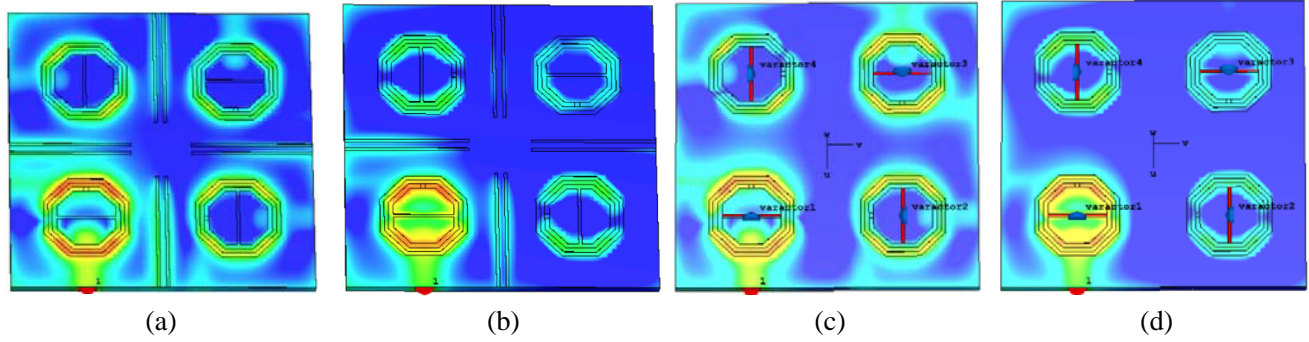 varactor4
varactor3
varactor4
varactor3
w
v
u
w
v
u
varactor1
varactor2
varactor1
varactor2
1
1
1
1
(a)
(b)
(c)
(d)